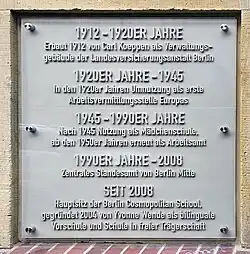 1912 - 1920ER JAHRE
Erbaut 1912 von Carl Koeppen als Verwaltungs-
gebäude der Landesversicherungsanstalt Berlin
1920ER JAHRE - 1945
In den 1920er Jahren Umnutzung als erste
Arbeitsvermittlungsstelle Europas
1945 - 1990ER JAHRE
Nach 1945 Nutzung als Mädchenschule,
ab den 1950er Jahren erneut als Arbeitsamt
1990ER JAHRE - 2008
Zentrales Standesamt von Berlin Mitte
SEIT 2008
Hauptsitz der Berlin Cosmopolitan School,
gegründet 2004 von Yvonne Wende als bilinguale
Vorschule und Schule in freier Trägerschaft